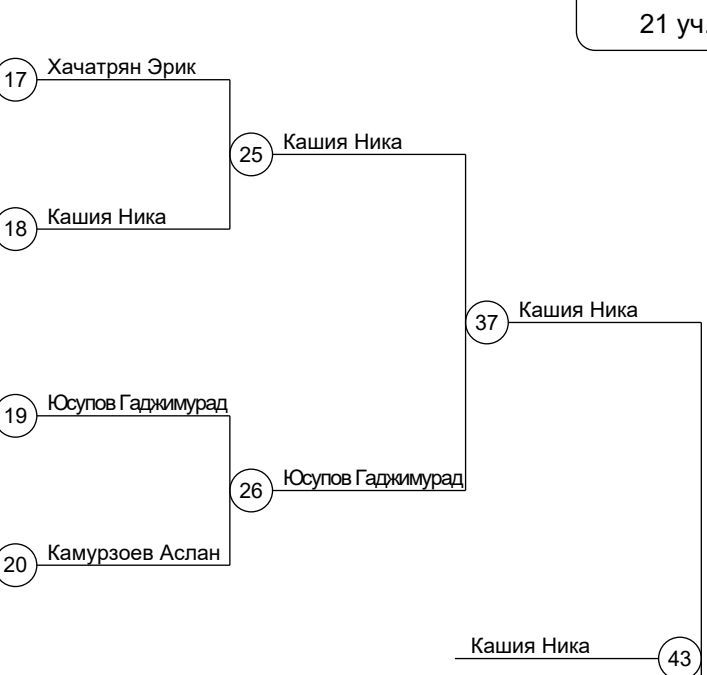 21 уч.
17 Хачатрян Эрик
25 Кашия Ника
18 Кашия Ника
37 Кашия Ника
19 Юсупов Гаджимурад
26 Юсупов Гаджимурад
20 Камурзоев Аслан
Кашия Ника 43